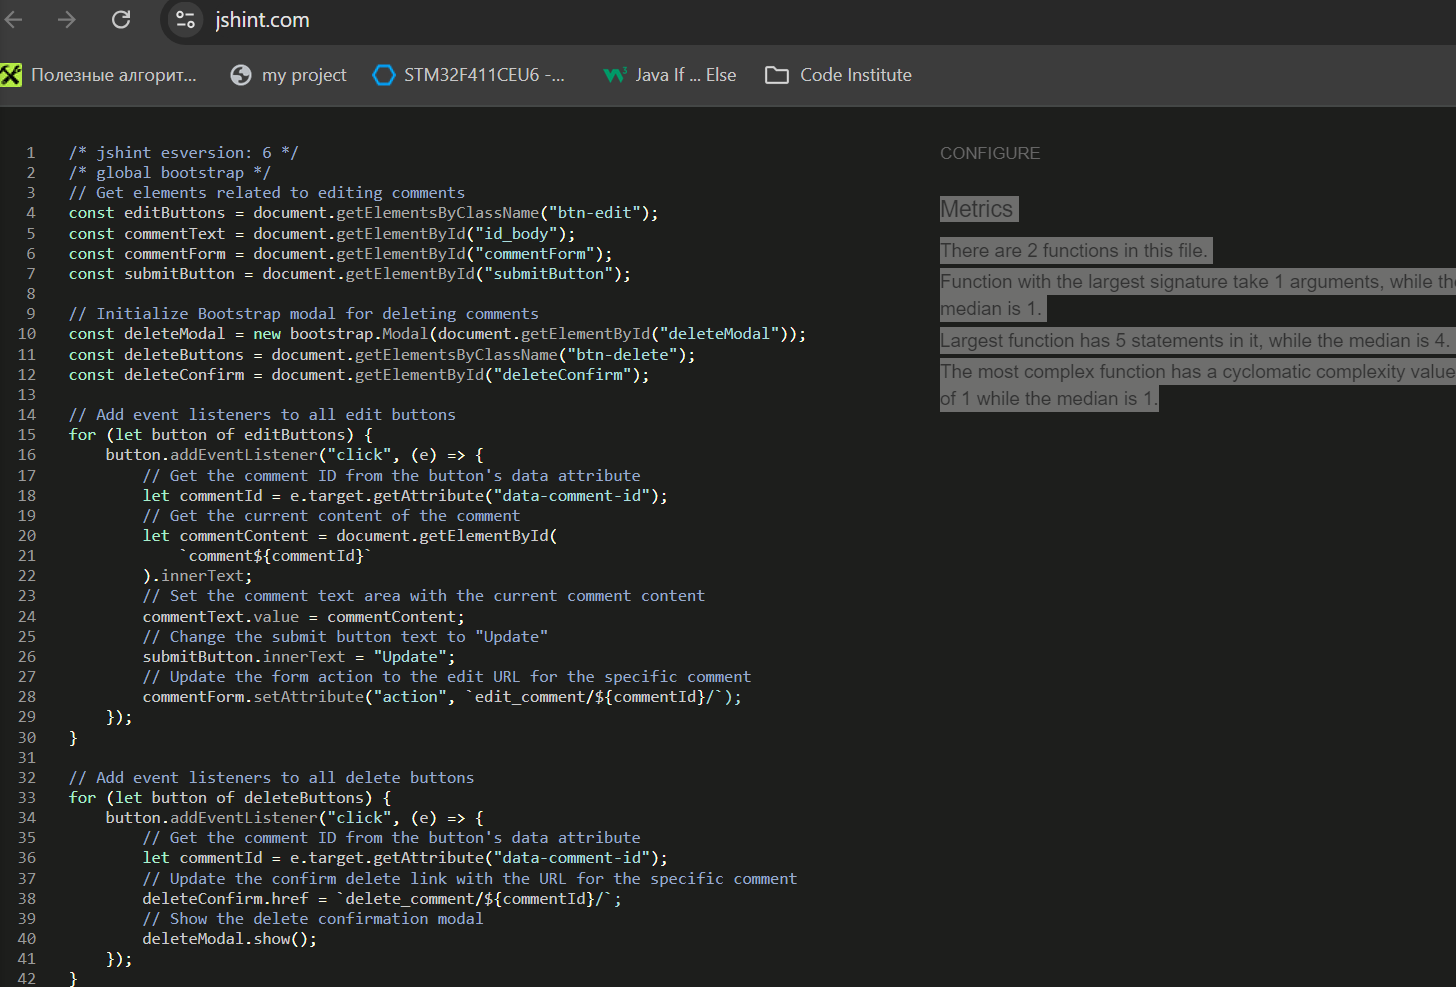 jshint.com
Полезные алгорит... my project STM32F411CEU6 -... Java If ... Else Code Institute
1 /* jshint esversion: 6 */
2 /* global bootstrap */
3 // Get elements related to editing comments
4 const editButtons = document.getElementsByClassName("btn-edit");
5 const commentText = document.getElementById("id_body");
6 const commentForm = document.getElementById("commentForm");
7 const submitButton = document.getElementById("submitButton");
8
9 // Initialize Bootstrap modal for deleting comments
10 const deleteModal = new bootstrap.Modal(document.getElementById("deleteModal"));
11 const deleteButtons = document.getElementsByClassName("btn-delete");
12 const deleteConfirm = document.getElementById("deleteConfirm");
13
14 // Add event listeners to all edit buttons
15 for (let button of editButtons) {
16     button.addEventListener("click", (e) => {
17         // Get the comment ID from the button's data attribute
18         let commentId = e.target.getAttribute("data-comment-id");
19         // Get the current content of the comment
20         let commentContent = document.getElementById(
21             `comment${commentId}`
22         ).innerText;
23         // Set the comment text area with the current comment content
24         commentText.value = commentContent;
25         // Change the submit button text to "Update"
26         submitButton.innerText = "Update";
27         // Update the form action to the edit URL for the specific comment
28         commentForm.setAttribute("action", `edit_comment/${commentId}/`);
29     });
30 }
31
32 // Add event listeners to all delete buttons
33 for (let button of deleteButtons) {
34     button.addEventListener("click", (e) => {
35         // Get the comment ID from the button's data attribute
36         let commentId = e.target.getAttribute("data-comment-id");
37         // Update the confirm delete link with the URL for the specific comment
38         deleteConfirm.href = `delete_comment/${commentId}/`;
39         // Show the delete confirmation modal
40         deleteModal.show();
41     });
42 }
CONFIGURE
Metrics
There are 2 functions in this file.
Function with the largest signature take 1 arguments, while the
median is 1.
Largest function has 5 statements in it, while the median is 4.
The most complex function has a cyclomatic complexity value
of 1 while the median is 1.